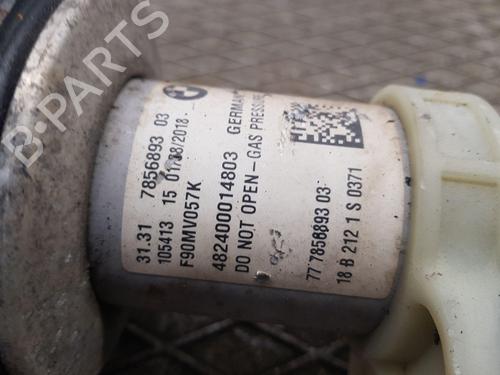 31.31 7856893 03
105413 15 01/08/2018
F90MV057K
482400014803 GERMANY
DO NOT OPEN-GAS PRESSURE
77 7856893 03
18 B 212 1 S 0371